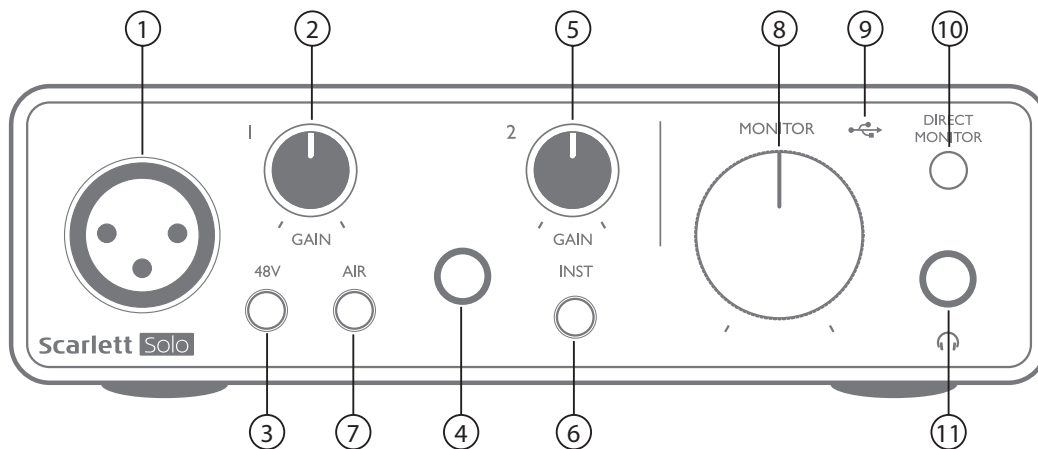 1 2 5 8 9 10
1 2 MONITOR DIRECT
MONITOR
GAIN GAIN
48V AIR INST
Scarlett Solo
3 7 4 6 11